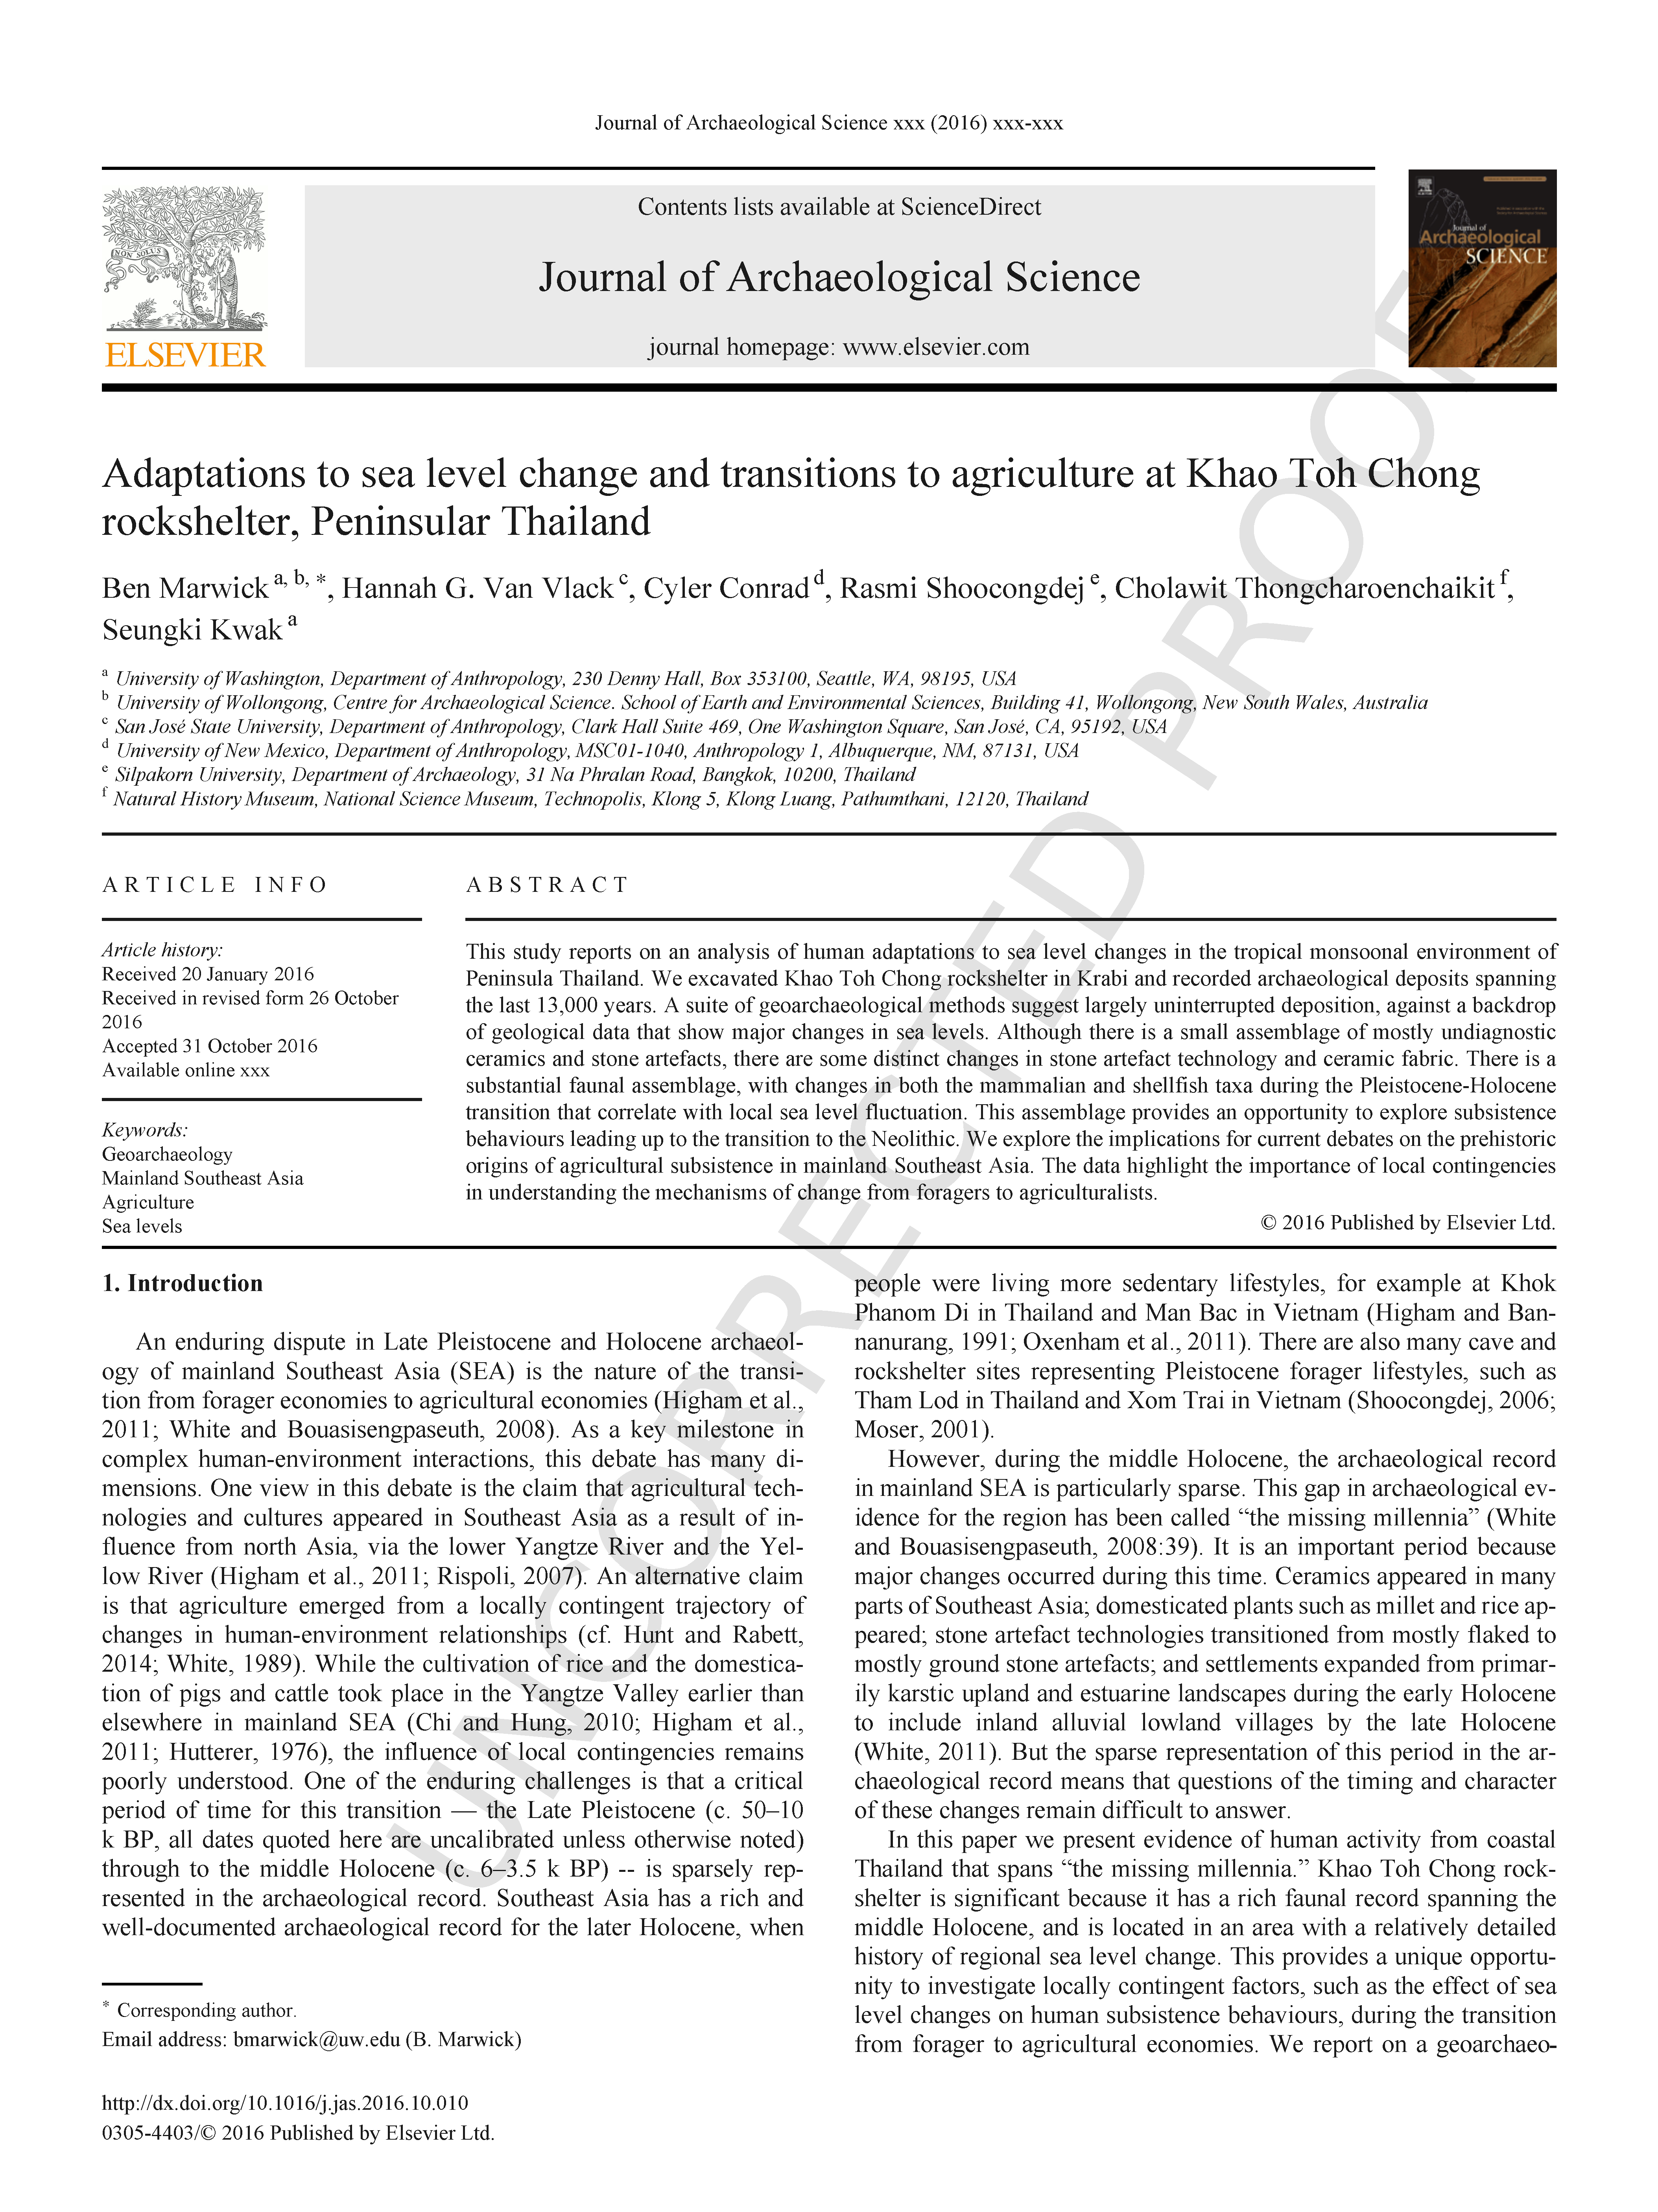 Journal of Archaeological Science xxx (2016) xxx-xxx
NON SOLUS
ELSEVIER
Contents lists available at ScienceDirect
Journal of Archaeological Science
journal homepage: www.elsevier.com
Journal of
Archaeological
SCIENCE
Adaptations to sea level change and transitions to agriculture at Khao Toh Chong
rockshelter, Peninsular Thailand
Ben Marwick a, b, *, Hannah G. Van Vlack c, Cyler Conrad d, Rasmi Shoocongdej e, Cholawit Thongcharoenchaikit f,
Seungki Kwak a
a University of Washington, Department of Anthropology, 230 Denny Hall, Box 353100, Seattle, WA, 98195, USA
b University of Wollongong, Centre for Archaeological Science. School of Earth and Environmental Sciences, Building 41, Wollongong, New South Wales, Australia
c San José State University, Department of Anthropology, Clark Hall Suite 469, One Washington Square, San José, CA, 95192, USA
d University of New Mexico, Department of Anthropology, MSC01-1040, Anthropology 1, Albuquerque, NM, 87131, USA
e Silpakorn University, Department of Archaeology, 31 Na Phralan Road, Bangkok, 10200, Thailand
f Natural History Museum, National Science Museum, Technopolis, Klong 5, Klong Luang, Pathumthani, 12120, Thailand
ARTICLE INFO
Article history:
Received 20 January 2016
Received in revised form 26 October
2016
Accepted 31 October 2016
Available online xxx
Keywords:
Geoarchaeology
Mainland Southeast Asia
Agriculture
Sea levels
ABSTRACT
This study reports on an analysis of human adaptations to sea level changes in the tropical monsoonal environment of
Peninsula Thailand. We excavated Khao Toh Chong rockshelter in Krabi and recorded archaeological deposits spanning
the last 13,000 years. A suite of geoarchaeological methods suggest largely uninterrupted deposition, against a backdrop
of geological data that show major changes in sea levels. Although there is a small assemblage of mostly undiagnostic
ceramics and stone artefacts, there are some distinct changes in stone artefact technology and ceramic fabric. There is a
substantial faunal assemblage, with changes in both the mammalian and shellfish taxa during the Pleistocene-Holocene
transition that correlate with local sea level fluctuation. This assemblage provides an opportunity to explore subsistence
behaviours leading up to the transition to the Neolithic. We explore the implications for current debates on the prehistoric
origins of agricultural subsistence in mainland Southeast Asia. The data highlight the importance of local contingencies
in understanding the mechanisms of change from foragers to agriculturalists.
© 2016 Published by Elsevier Ltd.
1. Introduction
An enduring dispute in Late Pleistocene and Holocene archaeol-
ogy of mainland Southeast Asia (SEA) is the nature of the transi-
tion from forager economies to agricultural economies (Higham et al.,
2011; White and Bouasisengpaseuth, 2008). As a key milestone in
complex human-environment interactions, this debate has many di-
mensions. One view in this debate is the claim that agricultural tech-
nologies and cultures appeared in Southeast Asia as a result of in-
fluence from north Asia, via the lower Yangtze River and the Yel-
low River (Higham et al., 2011; Rispoli, 2007). An alternative claim
is that agriculture emerged from a locally contingent trajectory of
changes in human-environment relationships (cf. Hunt and Rabett,
2014; White, 1989). While the cultivation of rice and the domestica-
tion of pigs and cattle took place in the Yangtze Valley earlier than
elsewhere in mainland SEA (Chi and Hung, 2010; Higham et al.,
2011; Hutterer, 1976), the influence of local contingencies remains
poorly understood. One of the enduring challenges is that a critical
period of time for this transition — the Late Pleistocene (c. 50–10
k BP, all dates quoted here are uncalibrated unless otherwise noted)
through to the middle Holocene (c. 6–3.5 k BP) -- is sparsely rep-
resented in the archaeological record. Southeast Asia has a rich and
well-documented archaeological record for the later Holocene, when
people were living more sedentary lifestyles, for example at Khok
Phanom Di in Thailand and Man Bac in Vietnam (Higham and Ban-
nanurang, 1991; Oxenham et al., 2011). There are also many cave and
rockshelter sites representing Pleistocene forager lifestyles, such as
Tham Lod in Thailand and Xom Trai in Vietnam (Shoocongdej, 2006;
Moser, 2001).
However, during the middle Holocene, the archaeological record
in mainland SEA is particularly sparse. This gap in archaeological ev-
idence for the region has been called “the missing millennia” (White
and Bouasisengpaseuth, 2008:39). It is an important period because
major changes occurred during this time. Ceramics appeared in many
parts of Southeast Asia; domesticated plants such as millet and rice ap-
peared; stone artefact technologies transitioned from mostly flaked to
mostly ground stone artefacts; and settlements expanded from primar-
ily karstic upland and estuarine landscapes during the early Holocene
to include inland alluvial lowland villages by the late Holocene
(White, 2011). But the sparse representation of this period in the ar-
chaeological record means that questions of the timing and character
of these changes remain difficult to answer.
In this paper we present evidence of human activity from coastal
Thailand that spans “the missing millennia.” Khao Toh Chong rock-
shelter is significant because it has a rich faunal record spanning the
middle Holocene, and is located in an area with a relatively detailed
history of regional sea level change. This provides a unique opportu-
nity to investigate locally contingent factors, such as the effect of sea
level changes on human subsistence behaviours, during the transition
from forager to agricultural economies. We report on a geoarchaeo-
* Corresponding author.
Email address: bmarwick@uw.edu (B. Marwick)
http://dx.doi.org/10.1016/j.jas.2016.10.010
0305-4403/© 2016 Published by Elsevier Ltd.
UNCORRECTED PROOF